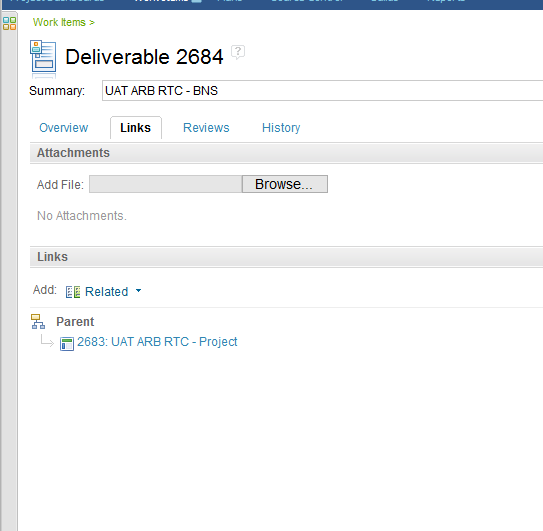 Work Items >
Deliverable 2684 ?
Summary: UAT ARB RTC - BNS
Overview Links Reviews History
Attachments
Add File: Browse...
No Attachments.
Links
Add: Related
Parent
2683: UAT ARB RTC - Project